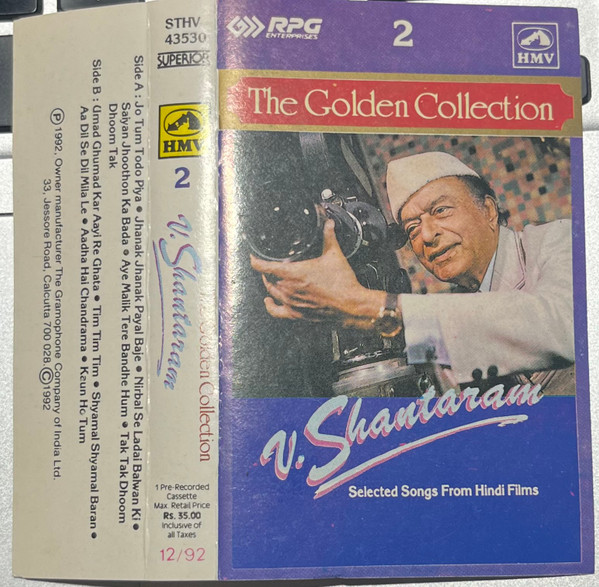 Side A : Jo Tum Todo Piya • Jhanak Jhanak Payal Baje • Nirbal Se Ladai Balwan Ki •
Saiyan Jhoothon Ka Bada • Aye Malik Tere Bandhe Hum • Tak Tak Dhoom
Dhoom Tak
Side B : Umad Ghumad Kar Aayi Re Ghata • Tim Tim Tim • Shyamal Shyamal Baran •
Aa Dil Se Dil Mila Le • Aadha Hai Chandrama • Kaun Ho Tum
Ⓟ 1992, Owner manufacturer The Gramophone Company of India Ltd.
33, Jessore Road, Calcutta 700 028. Ⓒ1992
STHV
43530
SUPERIOR
HMV
2
V. Shantaram
Golden Collection
1 Pre-Recorded
Cassette
Max. Retail Price
Rs. 35.00
Inclusive of
all Taxes
12/92
RPG
ENTERPRISES
2
HMV
The Golden Collection
V. Shantaram
Selected Songs From Hindi Films